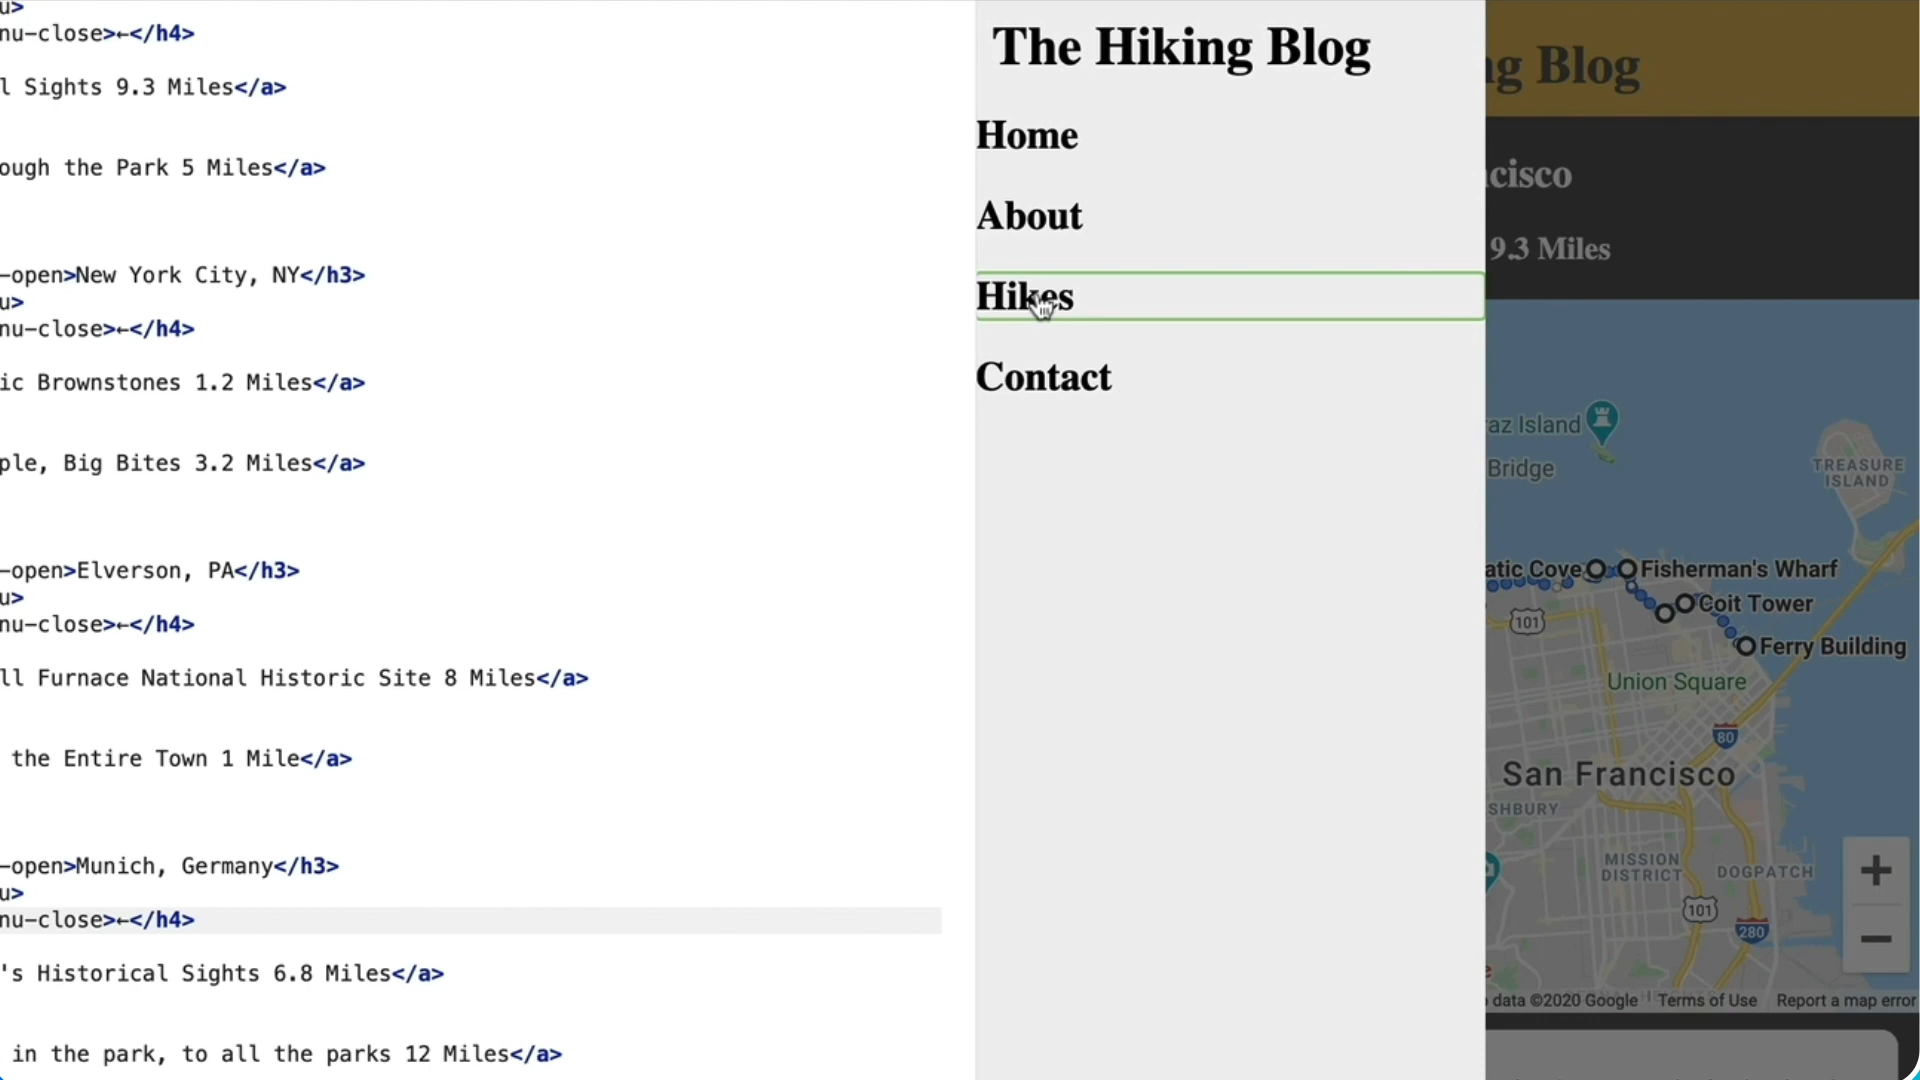 u>
nu-close>←</h4>
l Sights 9.3 Miles</a>
ough the Park 5 Miles</a>
-open>New York City, NY</h3>
u>
nu-close>←</h4>
ic Brownstones 1.2 Miles</a>
ple, Big Bites 3.2 Miles</a>
-open>Elverson, PA</h3>
u>
nu-close>←</h4>
ll Furnace National Historic Site 8 Miles</a>
the Entire Town 1 Mile</a>
-open>Munich, Germany</h3>
u>
nu-close>←</h4>
's Historical Sights 6.8 Miles</a>
in the park, to all the parks 12 Miles</a>
The Hiking Blog
Home
About
Hikes
Contact
ng Blog
cisco
9.3 Miles
raz Island
Bridge
TREASURE
ISLAND
atic Cove
Fisherman's Wharf
Coit Tower
Ferry Building
101
Union Square
80
San Francisco
SHBURY
MISSION
DISTRICT
DOGPATCH
101
280
data ©2020 Google
Terms of Use
Report a map error